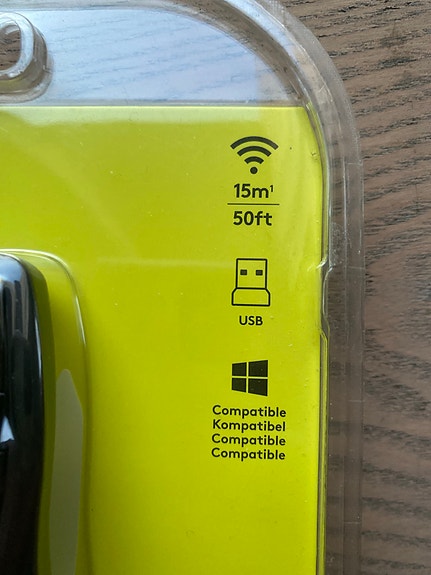 15m¹
50ft
USB
Compatible
Kompatibel
Compatible
Compatible